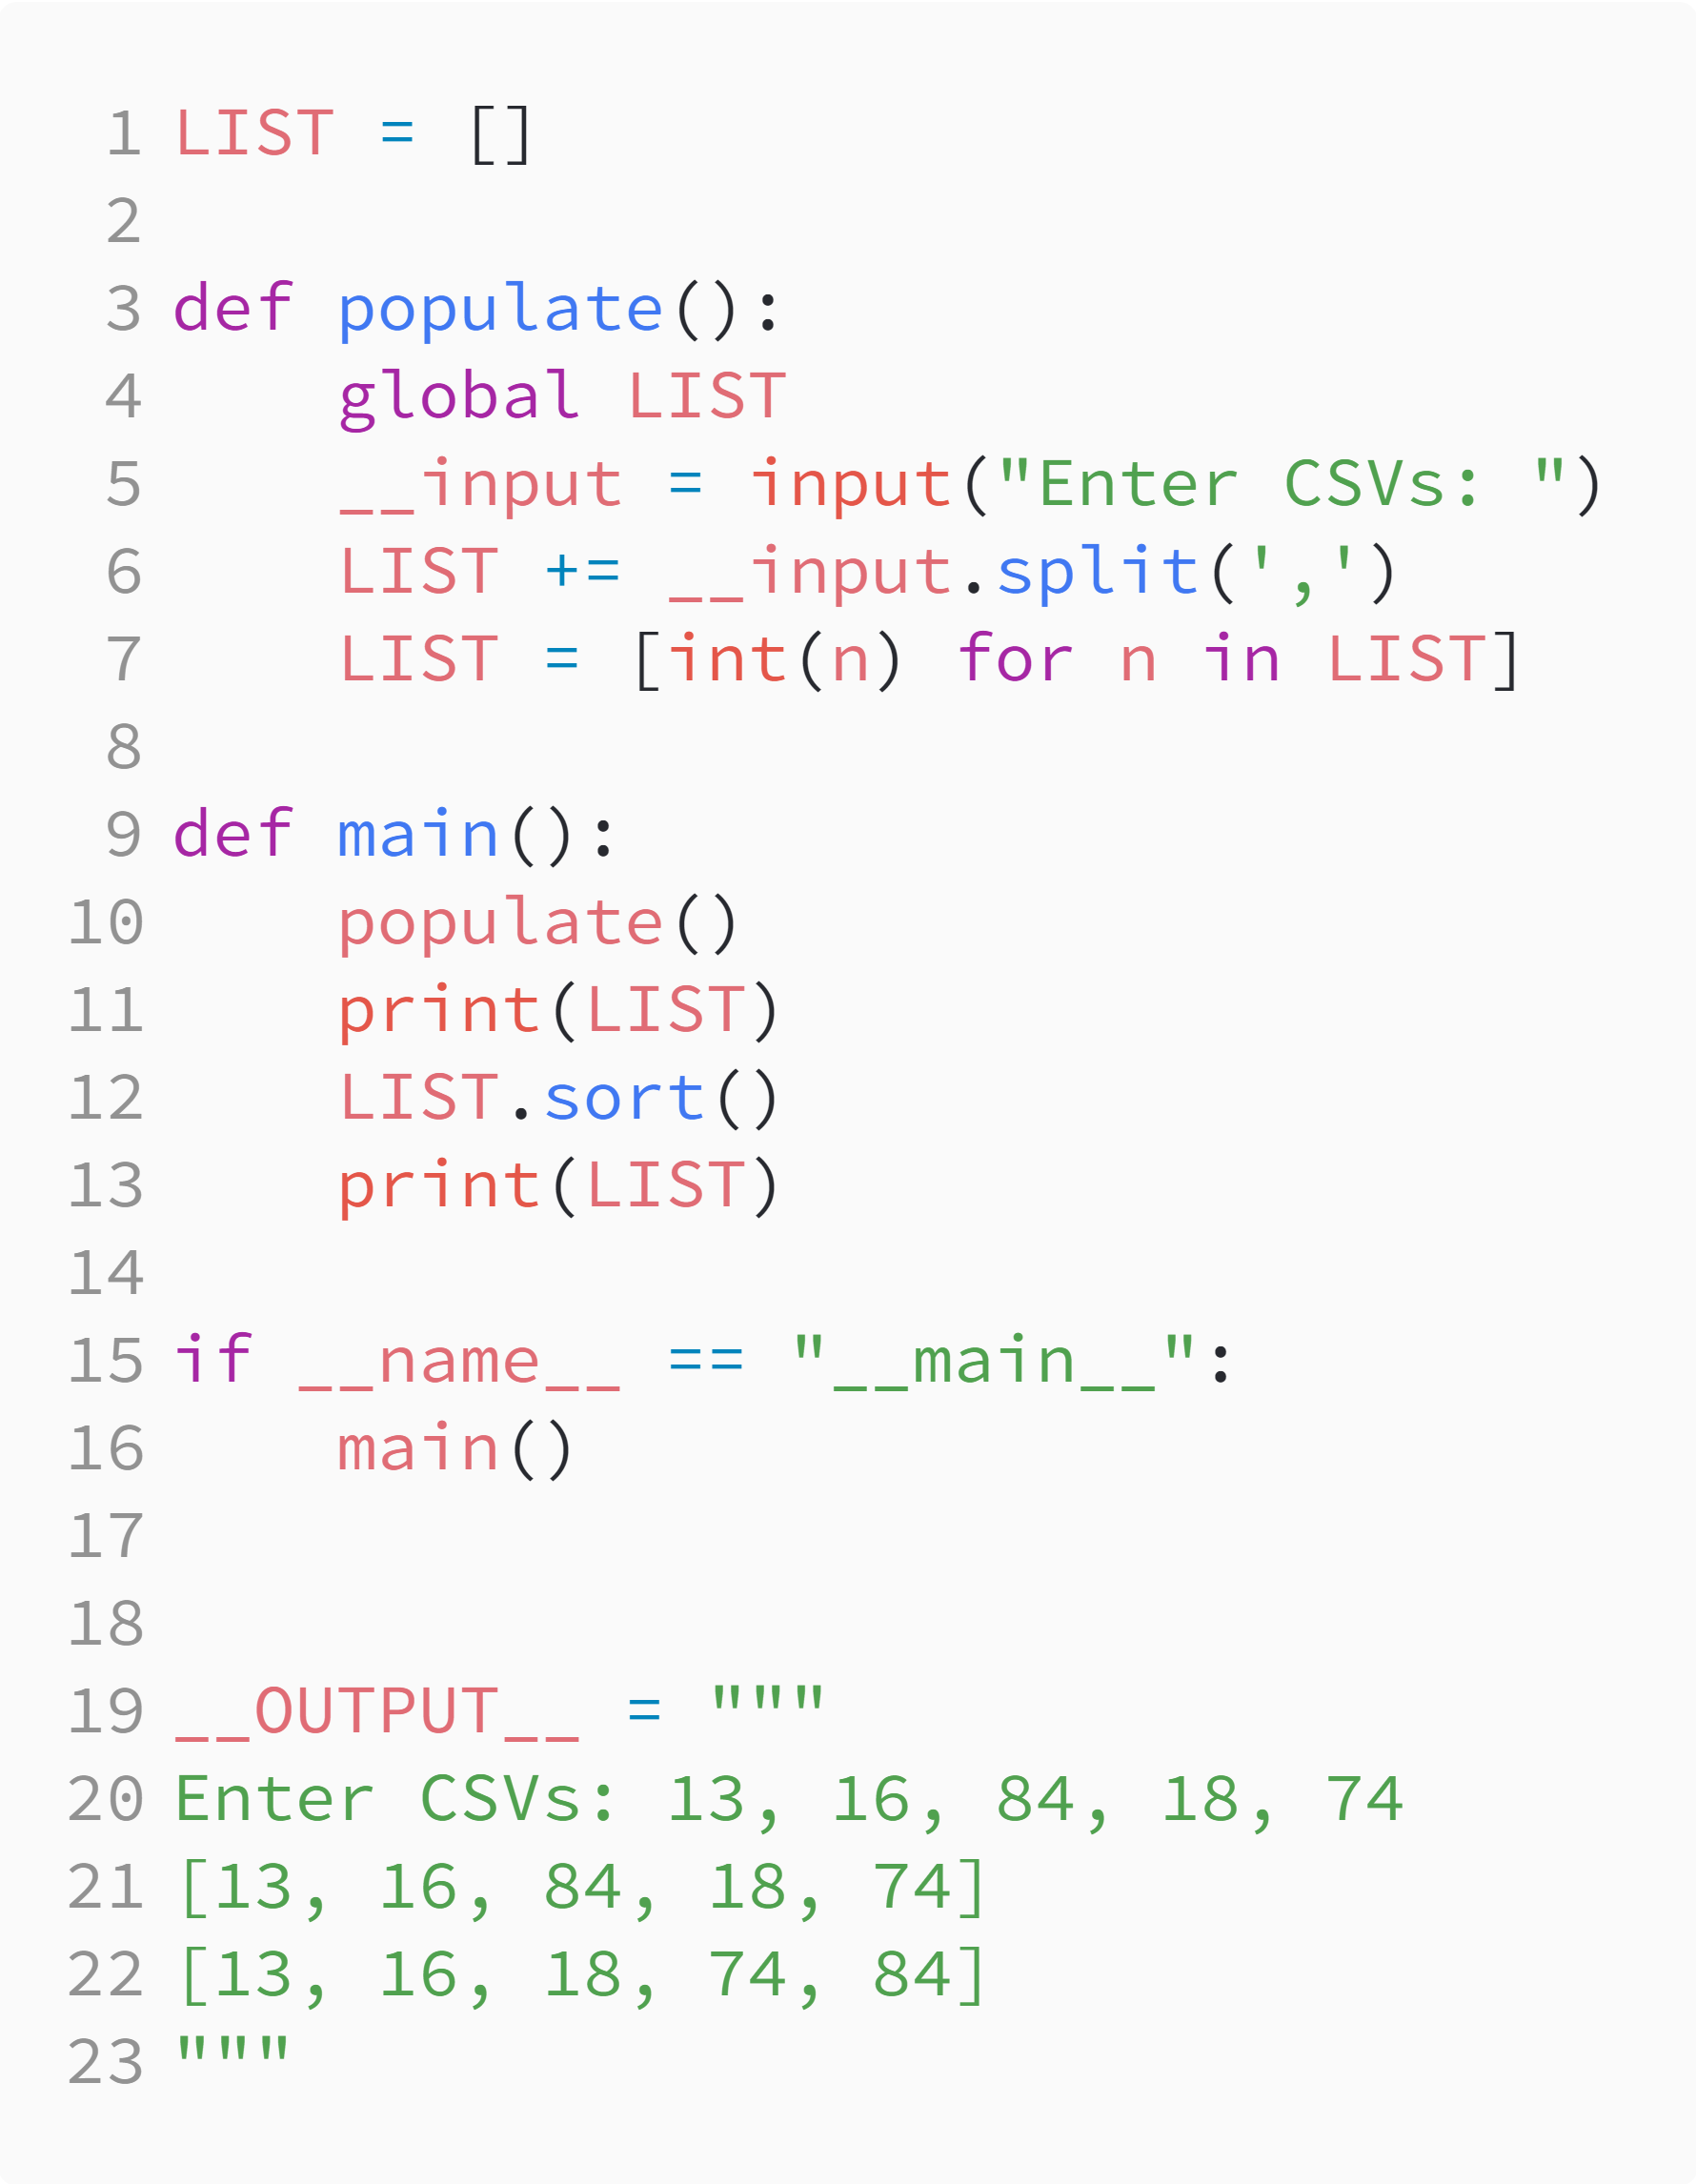 1 LIST = []
2
3 def populate():
4     global LIST
5     __input = input("Enter CSVs: ")
6     LIST += __input.split(',')
7     LIST = [int(n) for n in LIST]
8
9 def main():
10     populate()
11     print(LIST)
12     LIST.sort()
13     print(LIST)
14
15 if __name__ == "__main__":
16     main()
17
18
19 __OUTPUT__ = """
20 Enter CSVs: 13, 16, 84, 18, 74
21 [13, 16, 84, 18, 74]
22 [13, 16, 18, 74, 84]
23 """